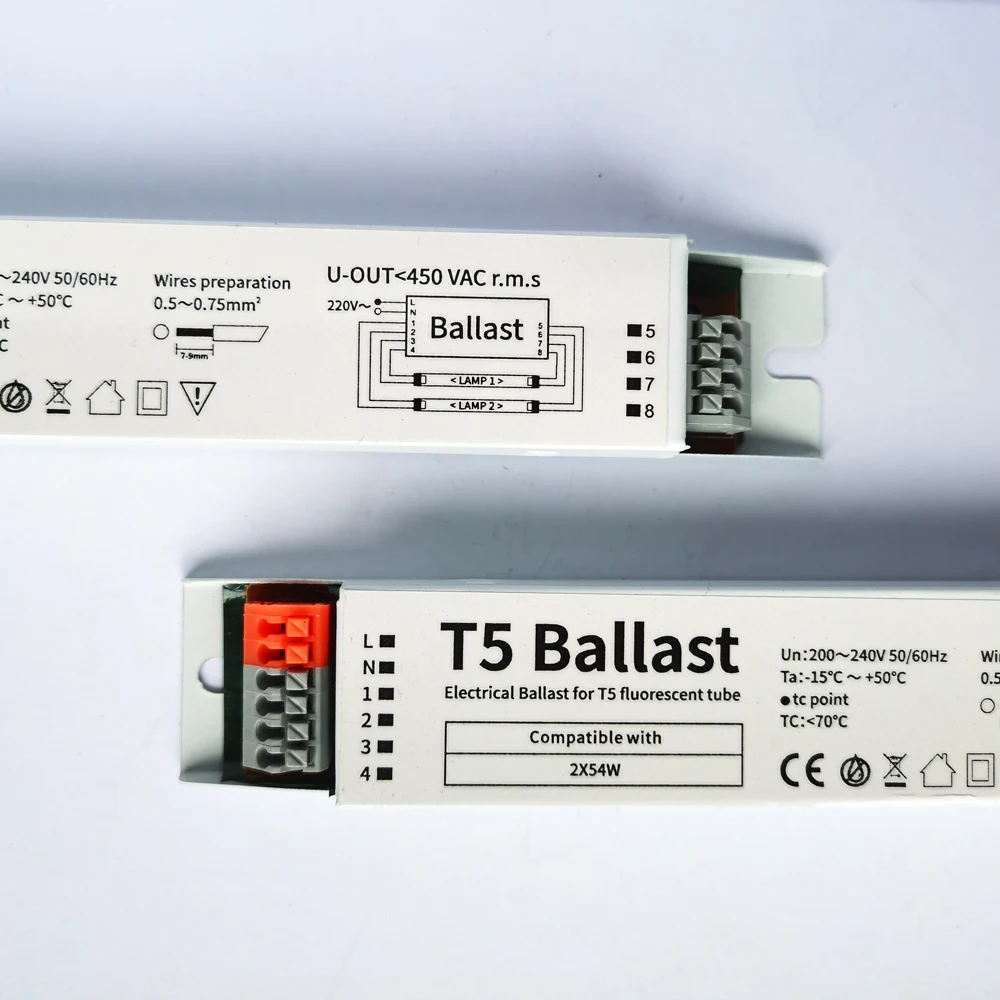 ～240V 50/60Hz
～ +50℃
Wires preparation
0.5～0.75mm²
7-9mm
U-OUT<450 VAC r.m.s
220V～
L
N
1
2
3
4
Ballast
5
6
7
8
< LAMP 1 >
< LAMP 2 >
5
6
7
8
L
N
1
2
3
4
T5 Ballast
Electrical Ballast for T5 fluorescent tube
Compatible with
2X54W
Un:200～240V 50/60Hz
Ta:-15℃ ～ +50℃
●tc point
TC:<70℃
CE
0.5